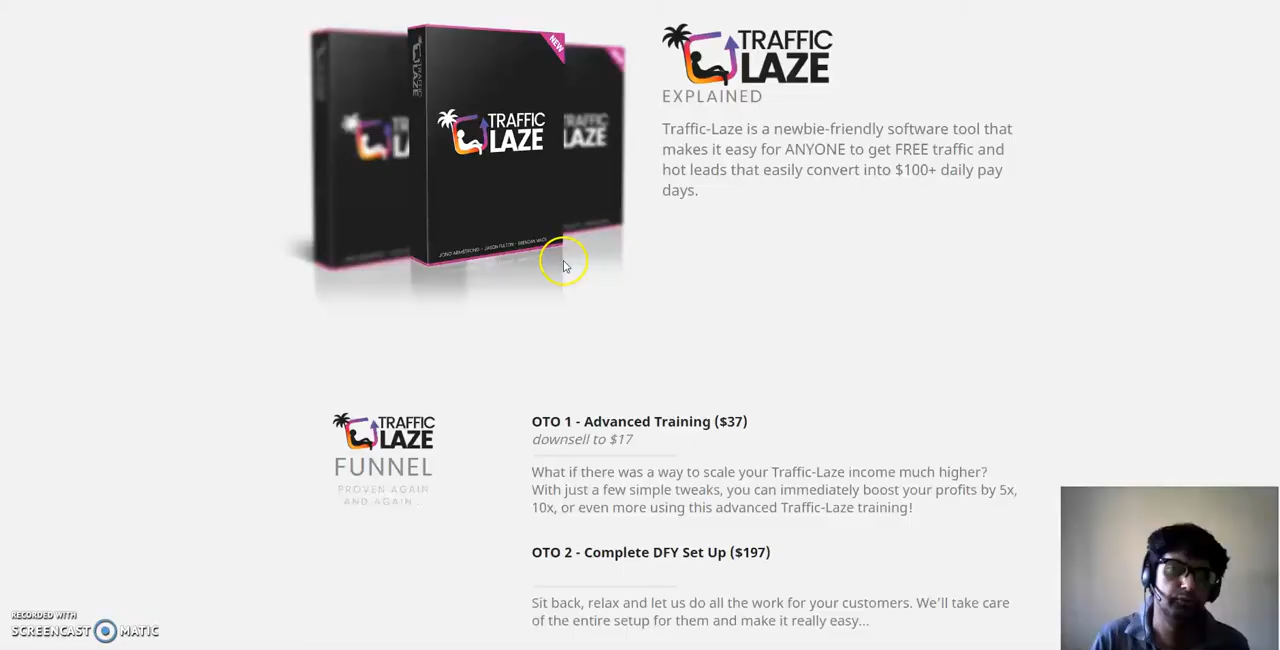 NEW
TRAFFIC
LAZE
JONO ARMSTRONG - JASON FULTON - BRENDAN MACE
TRAFFIC
LAZE
EXPLAINED
Traffic-Laze is a newbie-friendly software tool that
makes it easy for ANYONE to get FREE traffic and
hot leads that easily convert into $100+ daily pay
days.
TRAFFIC
LAZE
FUNNEL
PROVEN AGAIN
AND AGAIN ..
OTO 1 - Advanced Training ($37)
downsell to $17
What if there was a way to scale your Traffic-Laze income much higher?
With just a few simple tweaks, you can immediately boost your profits by 5x,
10x, or even more using this advanced Traffic-Laze training!
OTO 2 - Complete DFY Set Up ($197)
Sit back, relax and let us do all the work for your customers. We'll take care
of the entire setup for them and make it really easy...
RECORDED WITH
SCREENCAST MATIC